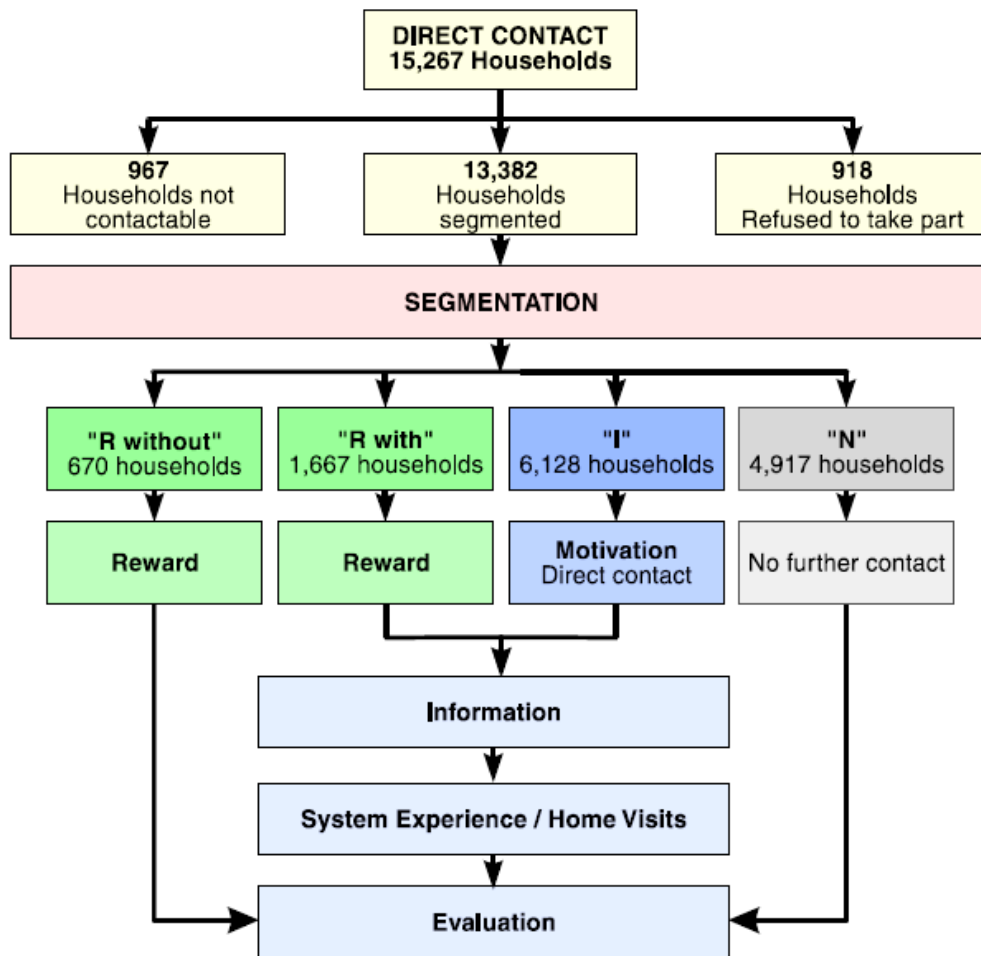 DIRECT CONTACT
15,267 Households
967
Households not
contactable
13,382
Households
segmented
918
Households
Refused to take part
SEGMENTATION
"R without"
670 households
"R with"
1,667 households
"I"
6,128 households
"N"
4,917 households
Reward
Reward
Motivation
Direct contact
No further contact
Information
System Experience / Home Visits
Evaluation